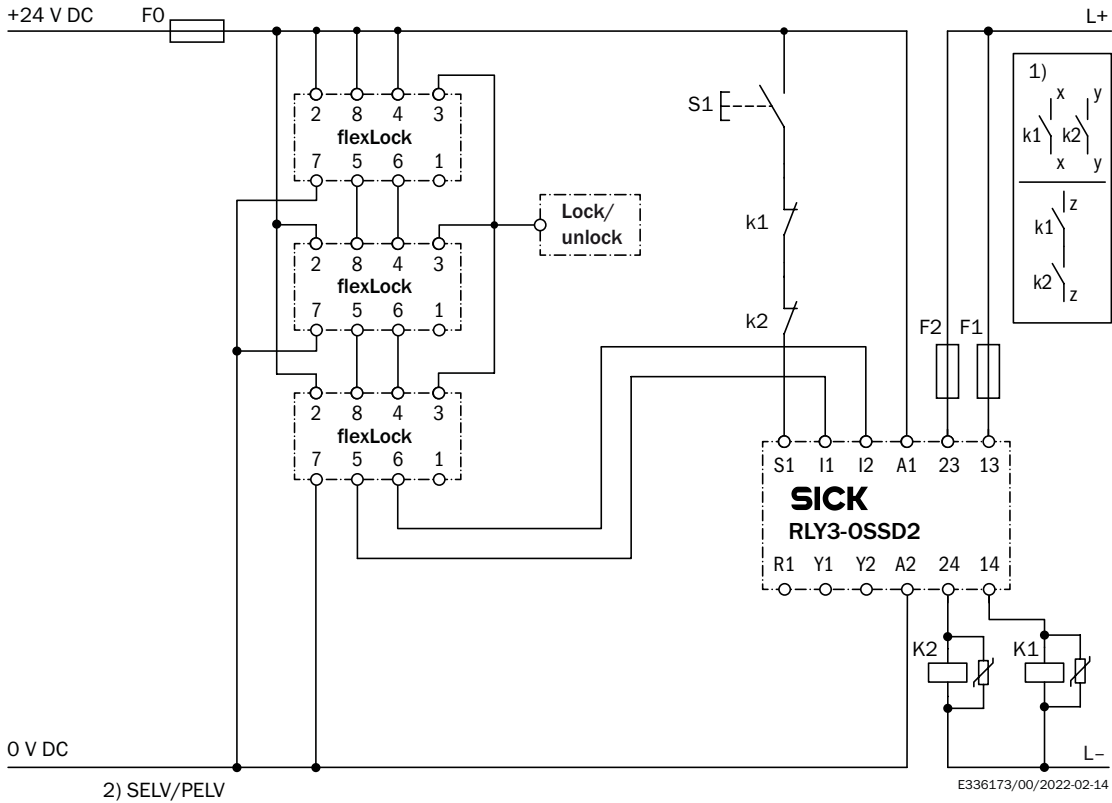 +24 V DC F0 L+
1)
x y
k1 k2
x y
z
k1
k2
z
2 8 4 3
flexLock
7 5 6 1
S1
Lock/
unlock
k1
2 8 4 3
flexLock
7 5 6 1
k2
F2 F1
2 8 4 3
flexLock
7 5 6 1
S1 I1 I2 A1 23 13
SICK
RLY3-OSSD2
R1 Y1 Y2 A2 24 14
K2 K1
0 V DC L–
2) SELV/PELV
E336173/00/2022-02-14